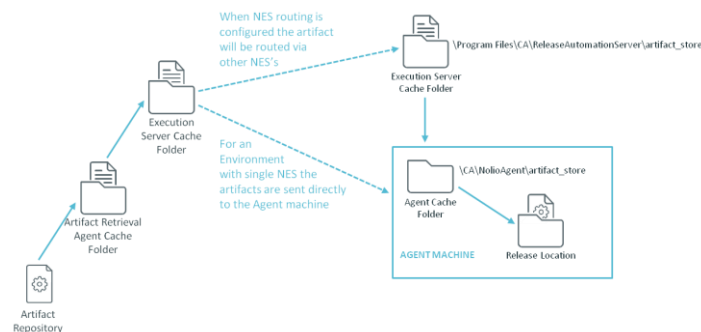 When NES routing is
configured the artifact
will be routed via
other NES's
\Program Files\CA\ReleaseAutomationServer\artifact_store
Execution Server
Cache Folder
Execution
Server Cache
Folder
For an
Environment
with single NES the
artifacts are sent directly
to the Agent machine
\CA\NolioAgent\artifact_store
Agent Cache
Folder
Artifact Retrieval
Agent Cache
Folder
AGENT MACHINE
Release Location
Artifact
Repository